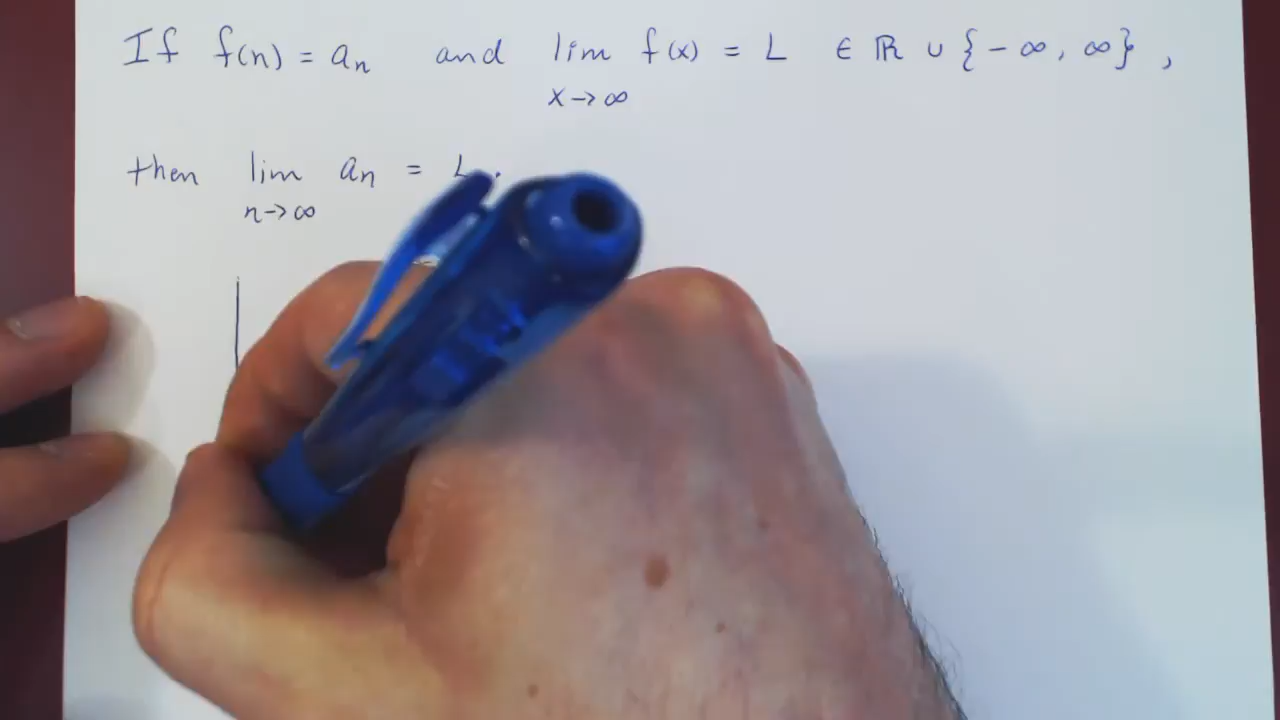 If f(n) = aₙ and lim f(x) = L ∈ ℝ ∪ {-∞, ∞},
x→∞
then lim aₙ = L.
n→∞